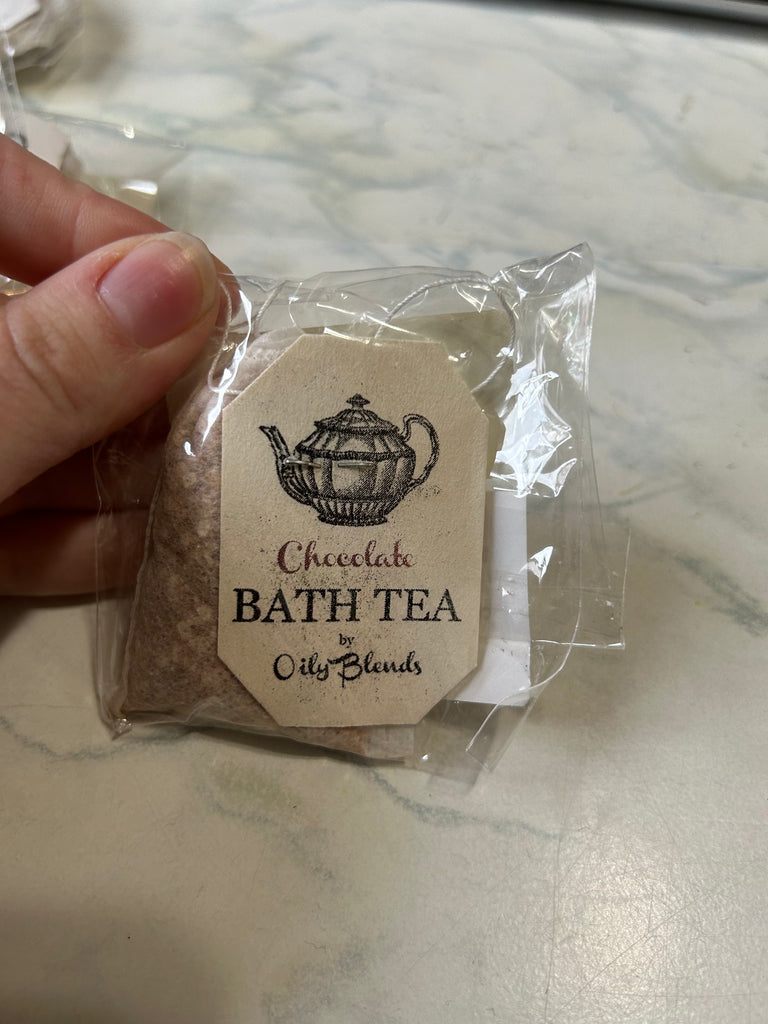 Chocolate
BATH TEA
by
Oily Blends